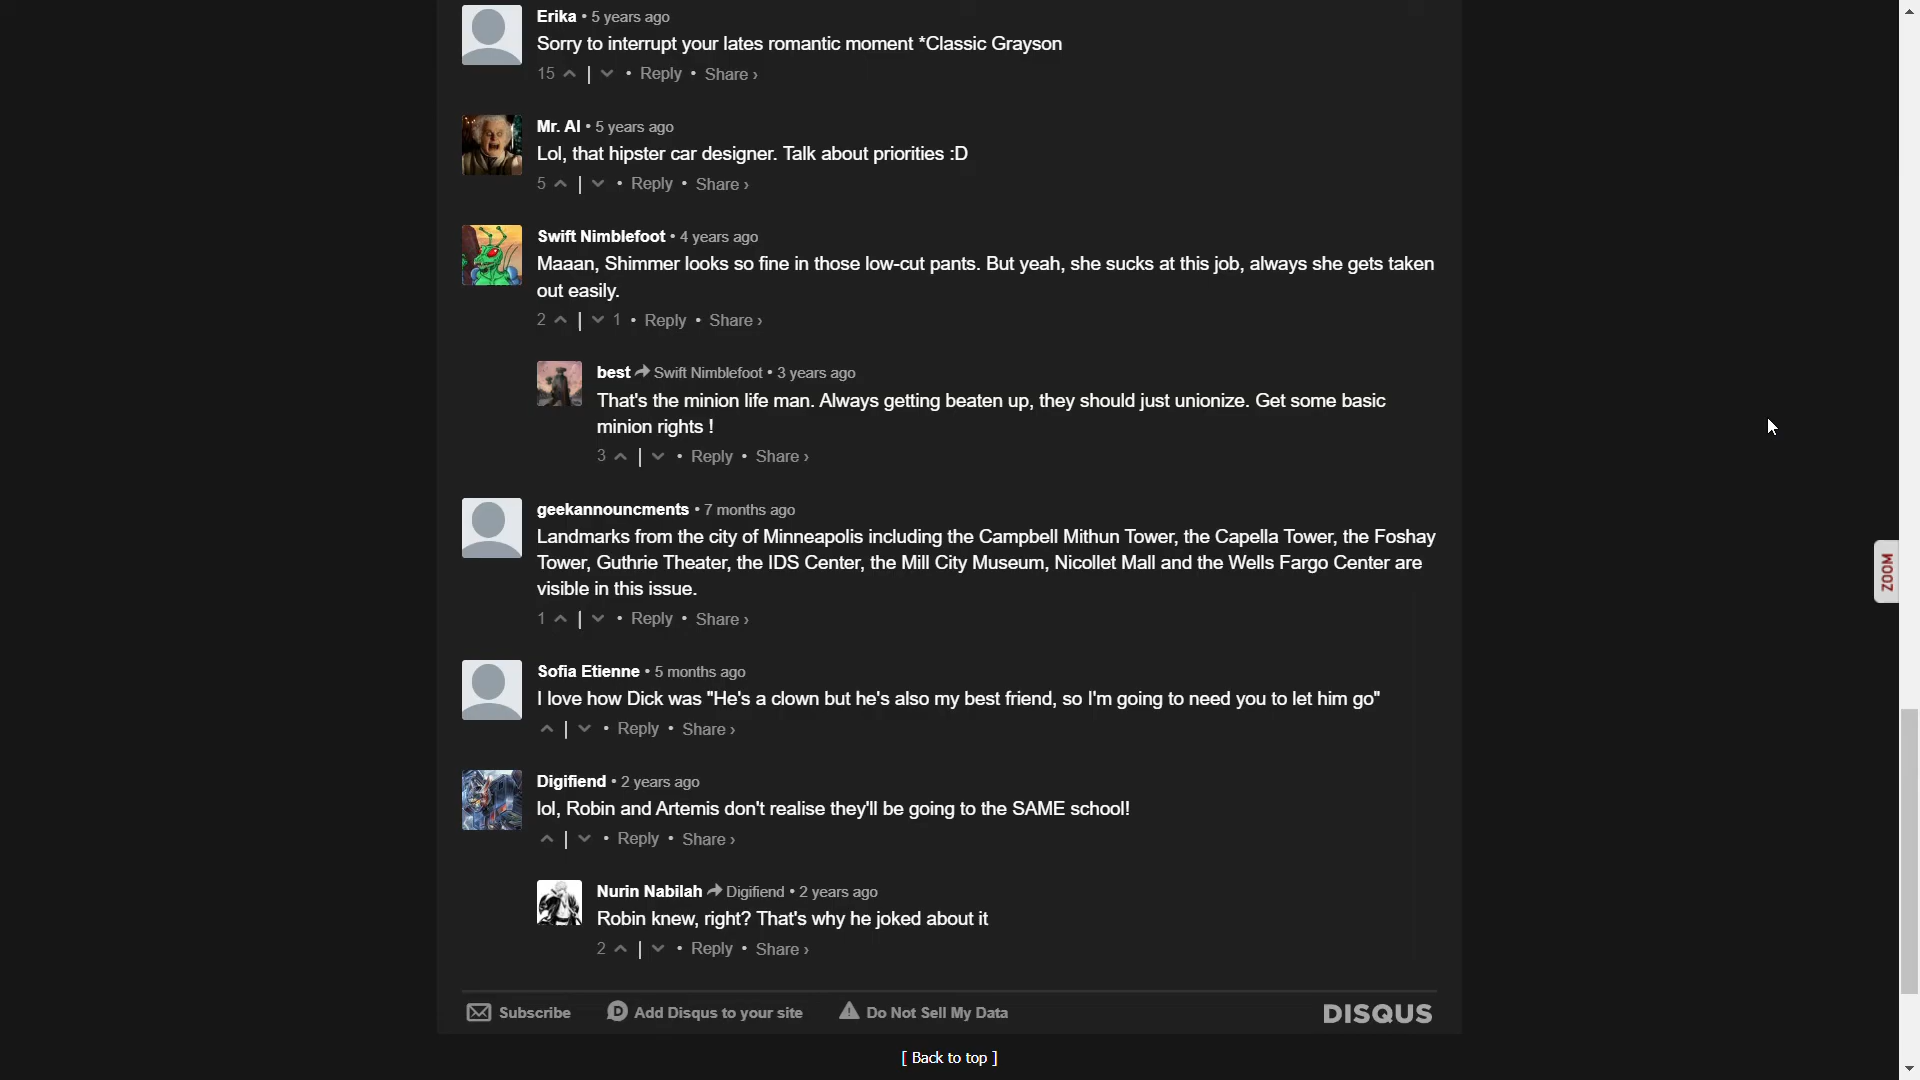 Erika • 5 years ago
Sorry to interrupt your lates romantic moment *Classic Grayson
15 | • Reply • Share ›
Mr. Al • 5 years ago
Lol, that hipster car designer. Talk about priorities :D
5 | • Reply • Share ›
Swift Nimblefoot • 4 years ago
Maaan, Shimmer looks so fine in those low-cut pants. But yeah, she sucks at this job, always she gets taken
out easily.
2 | 1 • Reply • Share ›
best Swift Nimblefoot • 3 years ago
That's the minion life man. Always getting beaten up, they should just unionize. Get some basic
minion rights !
3 | • Reply • Share ›
geekannouncments • 7 months ago
Landmarks from the city of Minneapolis including the Campbell Mithun Tower, the Capella Tower, the Foshay
Tower, Guthrie Theater, the IDS Center, the Mill City Museum, Nicollet Mall and the Wells Fargo Center are
visible in this issue.
1 | • Reply • Share ›
ZOOM
Sofia Etienne • 5 months ago
I love how Dick was "He's a clown but he's also my best friend, so I'm going to need you to let him go"
| • Reply • Share ›
Digifiend • 2 years ago
lol, Robin and Artemis don't realise they'll be going to the SAME school!
| • Reply • Share ›
Nurin Nabilah Digifiend • 2 years ago
Robin knew, right? That's why he joked about it
2 | • Reply • Share ›
Subscribe D Add Disqus to your site Do Not Sell My Data DISQUS
[ Back to top ]